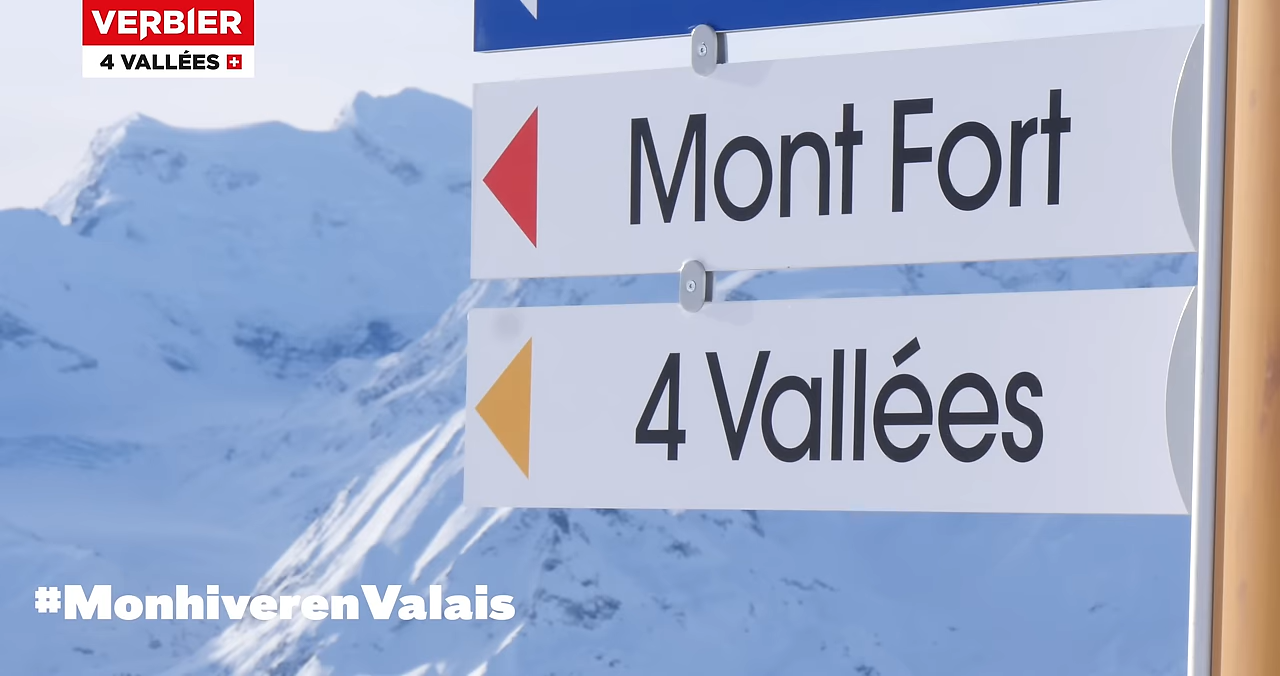 VERBIER
4 VALLÉES
Mont Fort
4 Vallées
#MonhiverenValais